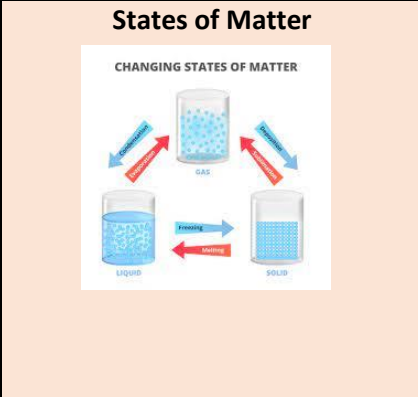 States of Matter
CHANGING STATES OF MATTER
Condensation
Evaporation
Deposition
Sublimation
GAS
Freezing
Melting
LIQUID
SOLID